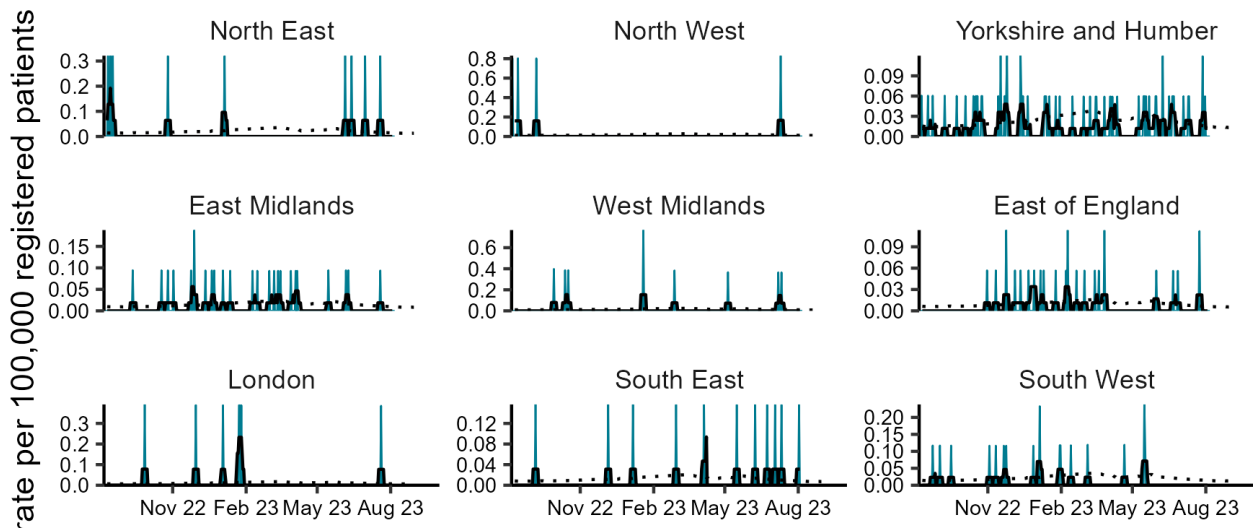 rate per 100,000 registered patients
North East
0.3
0.2
0.1
0.0
North West
0.8
0.6
0.4
0.2
0.0
Yorkshire and Humber
0.09
0.06
0.03
0.00
East Midlands
0.15
0.10
0.05
0.00
West Midlands
0.6
0.4
0.2
0.0
East of England
0.09
0.06
0.03
0.00
London
0.3
0.2
0.1
0.0
Nov 22 Feb 23 May 23 Aug 23
South East
0.12
0.08
0.04
0.00
Nov 22 Feb 23 May 23 Aug 23
South West
0.20
0.15
0.10
0.05
0.00
Nov 22 Feb 23 May 23 Aug 23